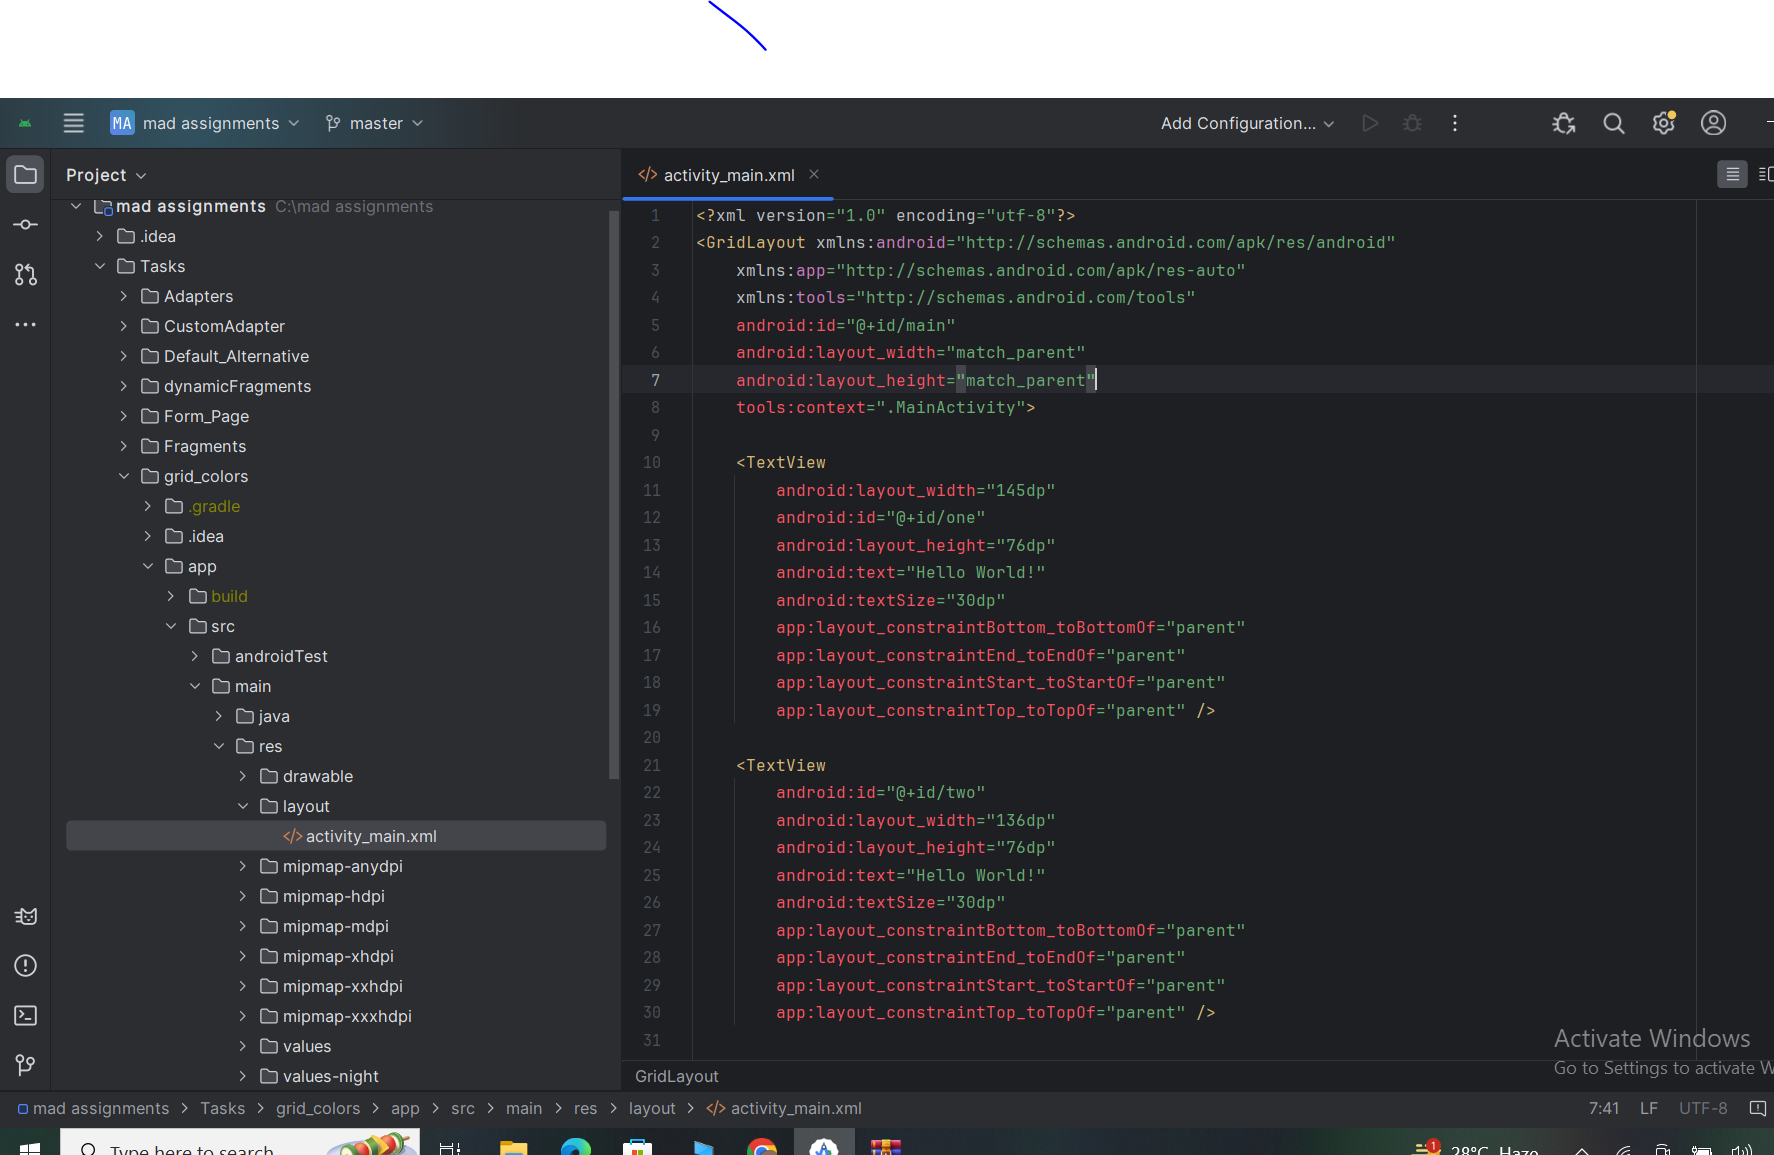 MA mad assignments master Add Configuration...
Project
activity_main.xml
mad assignments C:\mad assignments
.idea
Tasks
Adapters
CustomAdapter
Default_Alternative
dynamicFragments
Form_Page
Fragments
grid_colors
.gradle
.idea
app
build
src
androidTest
main
java
res
drawable
layout
activity_main.xml
mipmap-anydpi
mipmap-hdpi
mipmap-mdpi
mipmap-xhdpi
mipmap-xxhdpi
mipmap-xxxhdpi
values
values-night
1 <?xml version="1.0" encoding="utf-8"?>
2 <GridLayout xmlns:android="http://schemas.android.com/apk/res/android"
3 xmlns:app="http://schemas.android.com/apk/res-auto"
4 xmlns:tools="http://schemas.android.com/tools"
5 android:id="@+id/main"
6 android:layout_width="match_parent"
7 android:layout_height="match_parent"
8 tools:context=".MainActivity">
9
10 <TextView
11 android:layout_width="145dp"
12 android:id="@+id/one"
13 android:layout_height="76dp"
14 android:text="Hello World!"
15 android:textSize="30dp"
16 app:layout_constraintBottom_toBottomOf="parent"
17 app:layout_constraintEnd_toEndOf="parent"
18 app:layout_constraintStart_toStartOf="parent"
19 app:layout_constraintTop_toTopOf="parent" />
20
21 <TextView
22 android:id="@+id/two"
23 android:layout_width="136dp"
24 android:layout_height="76dp"
25 android:text="Hello World!"
26 android:textSize="30dp"
27 app:layout_constraintBottom_toBottomOf="parent"
28 app:layout_constraintEnd_toEndOf="parent"
29 app:layout_constraintStart_toStartOf="parent"
30 app:layout_constraintTop_toTopOf="parent" />
31
Activate Windows
Go to Settings to activate W
GridLayout
mad assignments > Tasks > grid_colors > app > src > main > res > layout > activity_main.xml 7:41 LF UTF-8
Type here to search 1 28°C Haze